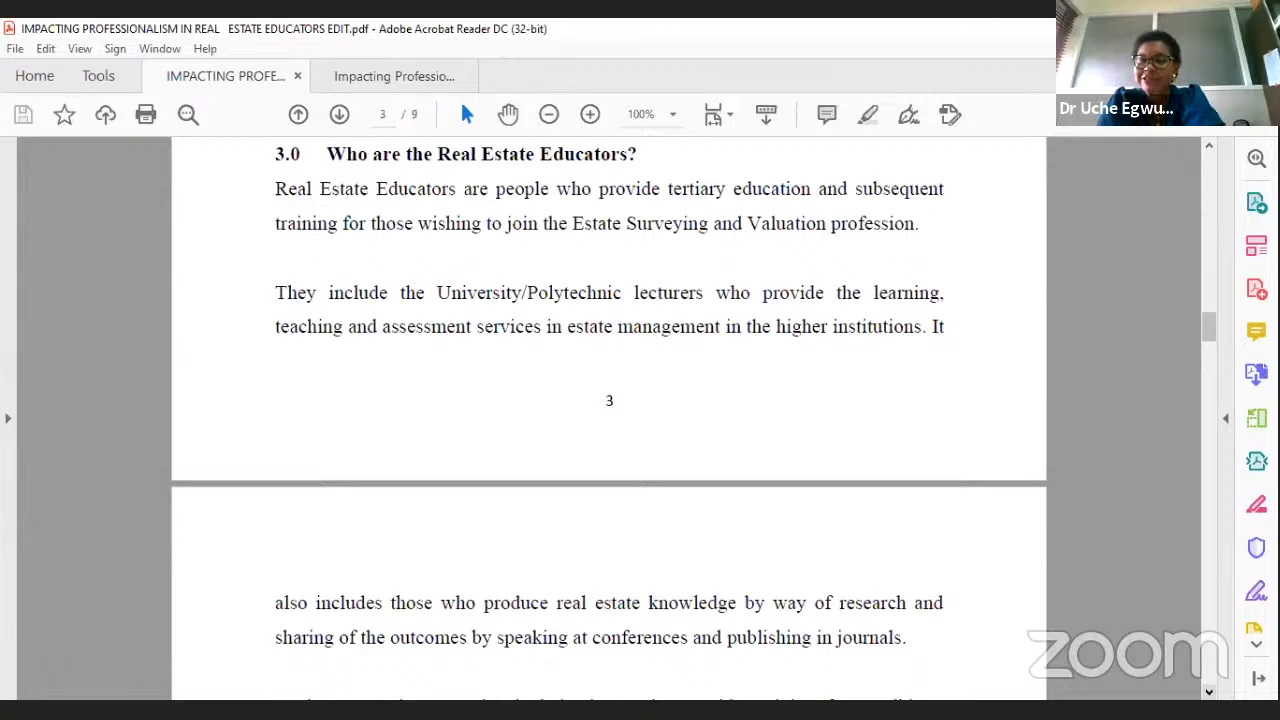 IMPACTING PROFESSIONALISM IN REAL ESTATE EDUCATORS EDIT.pdf - Adobe Acrobat Reader DC (32-bit)
File Edit View Sign Window Help
Home Tools IMPACTING PROFE... × Impacting Professio...
3 / 9 100%
Dr Uche Egwu...
3.0 Who are the Real Estate Educators?
Real Estate Educators are people who provide tertiary education and subsequent
training for those wishing to join the Estate Surveying and Valuation profession.
They include the University/Polytechnic lecturers who provide the learning,
teaching and assessment services in estate management in the higher institutions. It
3
also includes those who produce real estate knowledge by way of research and
sharing of the outcomes by speaking at conferences and publishing in journals.
zoom